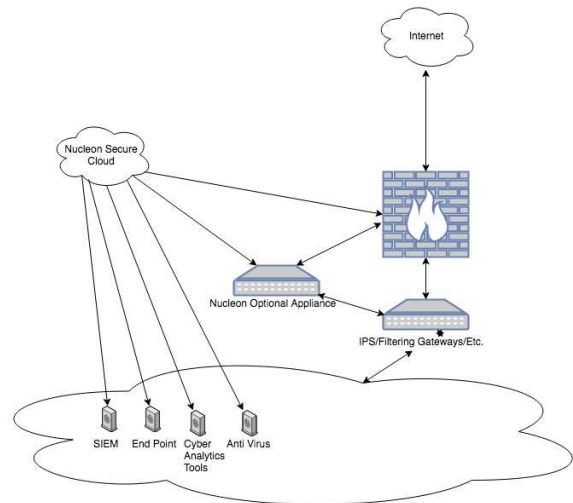 Internet
Nucleon Secure
Cloud
Nucleon Optional Appliance
IPS/Filtering Gateways/Etc.
SIEM
End Point
Cyber
Analytics
Tools
Anti Virus